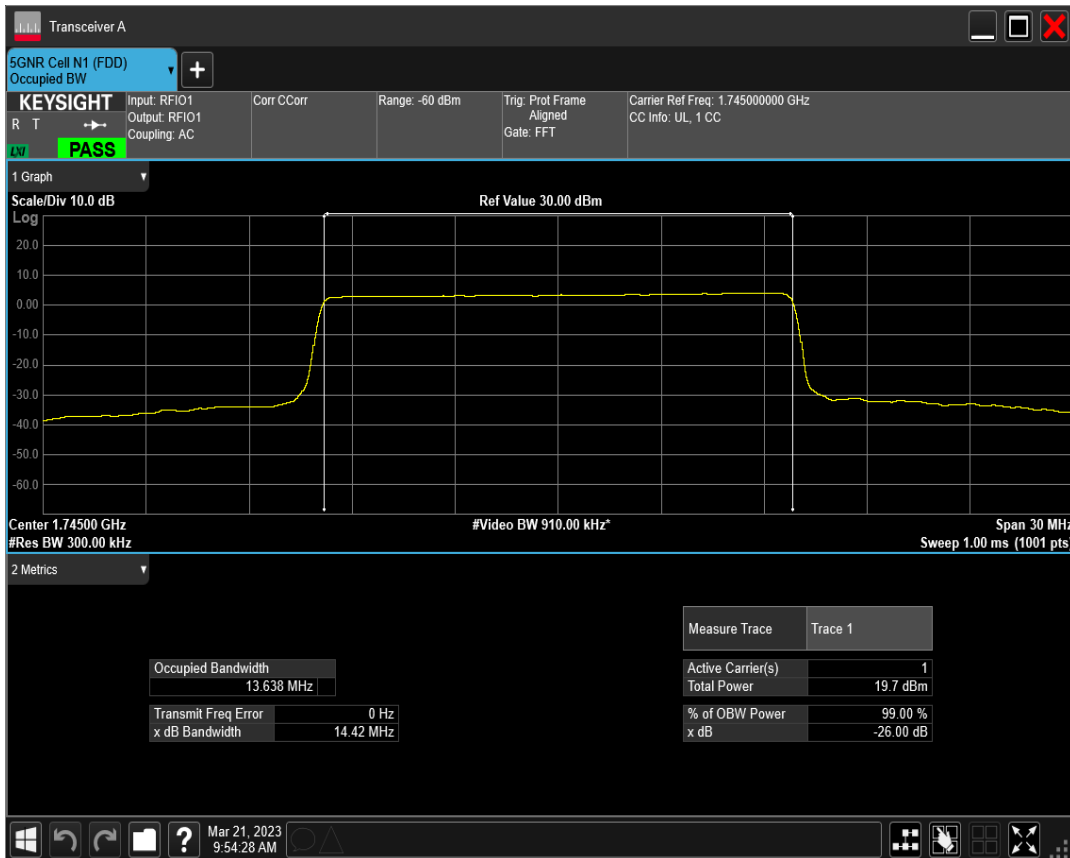 Transceiver A
5GNR Cell N1 (FDD)
Occupied BW
KEYSIGHT
R T
LXI
PASS
Input: RFIO1
Output: RFIO1
Coupling: AC
Corr CCorr
Range: -60 dBm
Trig: Prot Frame
Aligned
Gate: FFT
Carrier Ref Freq: 1.745000000 GHz
CC Info: UL, 1 CC
1 Graph
Scale/Div 10.0 dB
Ref Value 30.00 dBm
Log
20.0
10.0
0.00
-10.0
-20.0
-30.0
-40.0
-50.0
-60.0
Center 1.74500 GHz
#Video BW 910.00 kHz*
Span 30 MHz
#Res BW 300.00 kHz
Sweep 1.00 ms (1001 pts)
2 Metrics
Measure Trace Trace 1
Occupied Bandwidth
13.638 MHz
Active Carrier(s) 1
Total Power 19.7 dBm
Transmit Freq Error 0 Hz
x dB Bandwidth 14.42 MHz
% of OBW Power 99.00 %
x dB -26.00 dB
?
Mar 21, 2023
9:54:28 AM